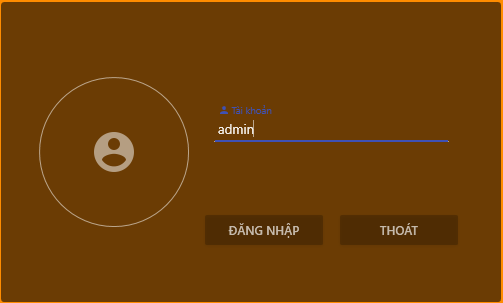 Tài khoản
admin
ĐĂNG NHẬP THOÁT